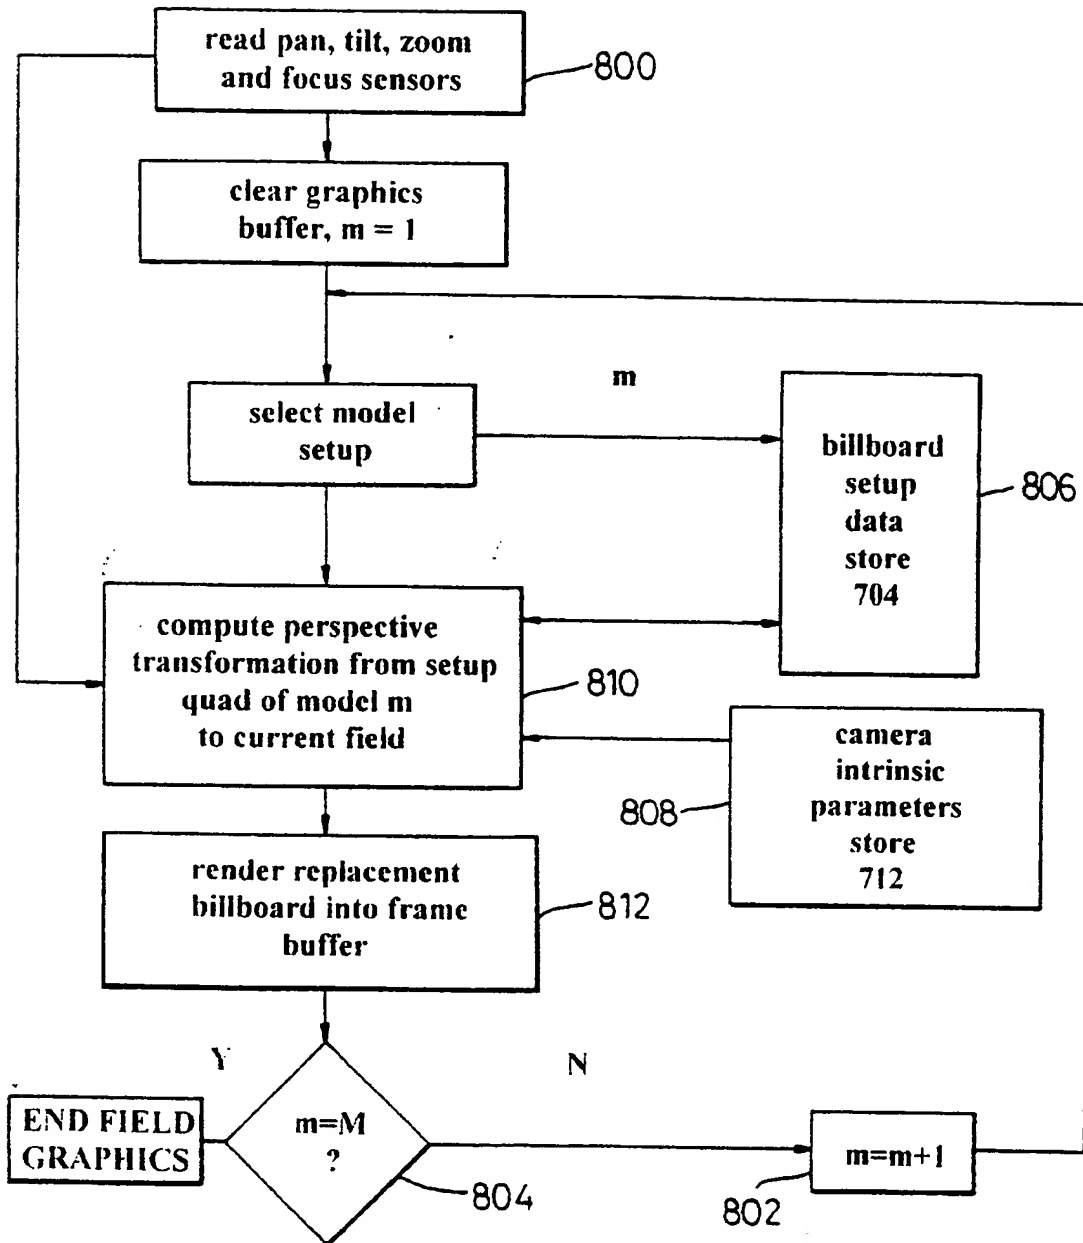 read pan, tilt, zoom
and focus sensors
800
clear graphics
buffer, m = 1
select model
setup
m
billboard
setup
data
store
704
806
compute perspective
transformation from setup
quad of model m
to current field
810
camera
intrinsic
parameters
store
712
808
render replacement
billboard into frame
buffer
812
Y
N
END FIELD
GRAPHICS
m=M
?
804
m=m+1
802